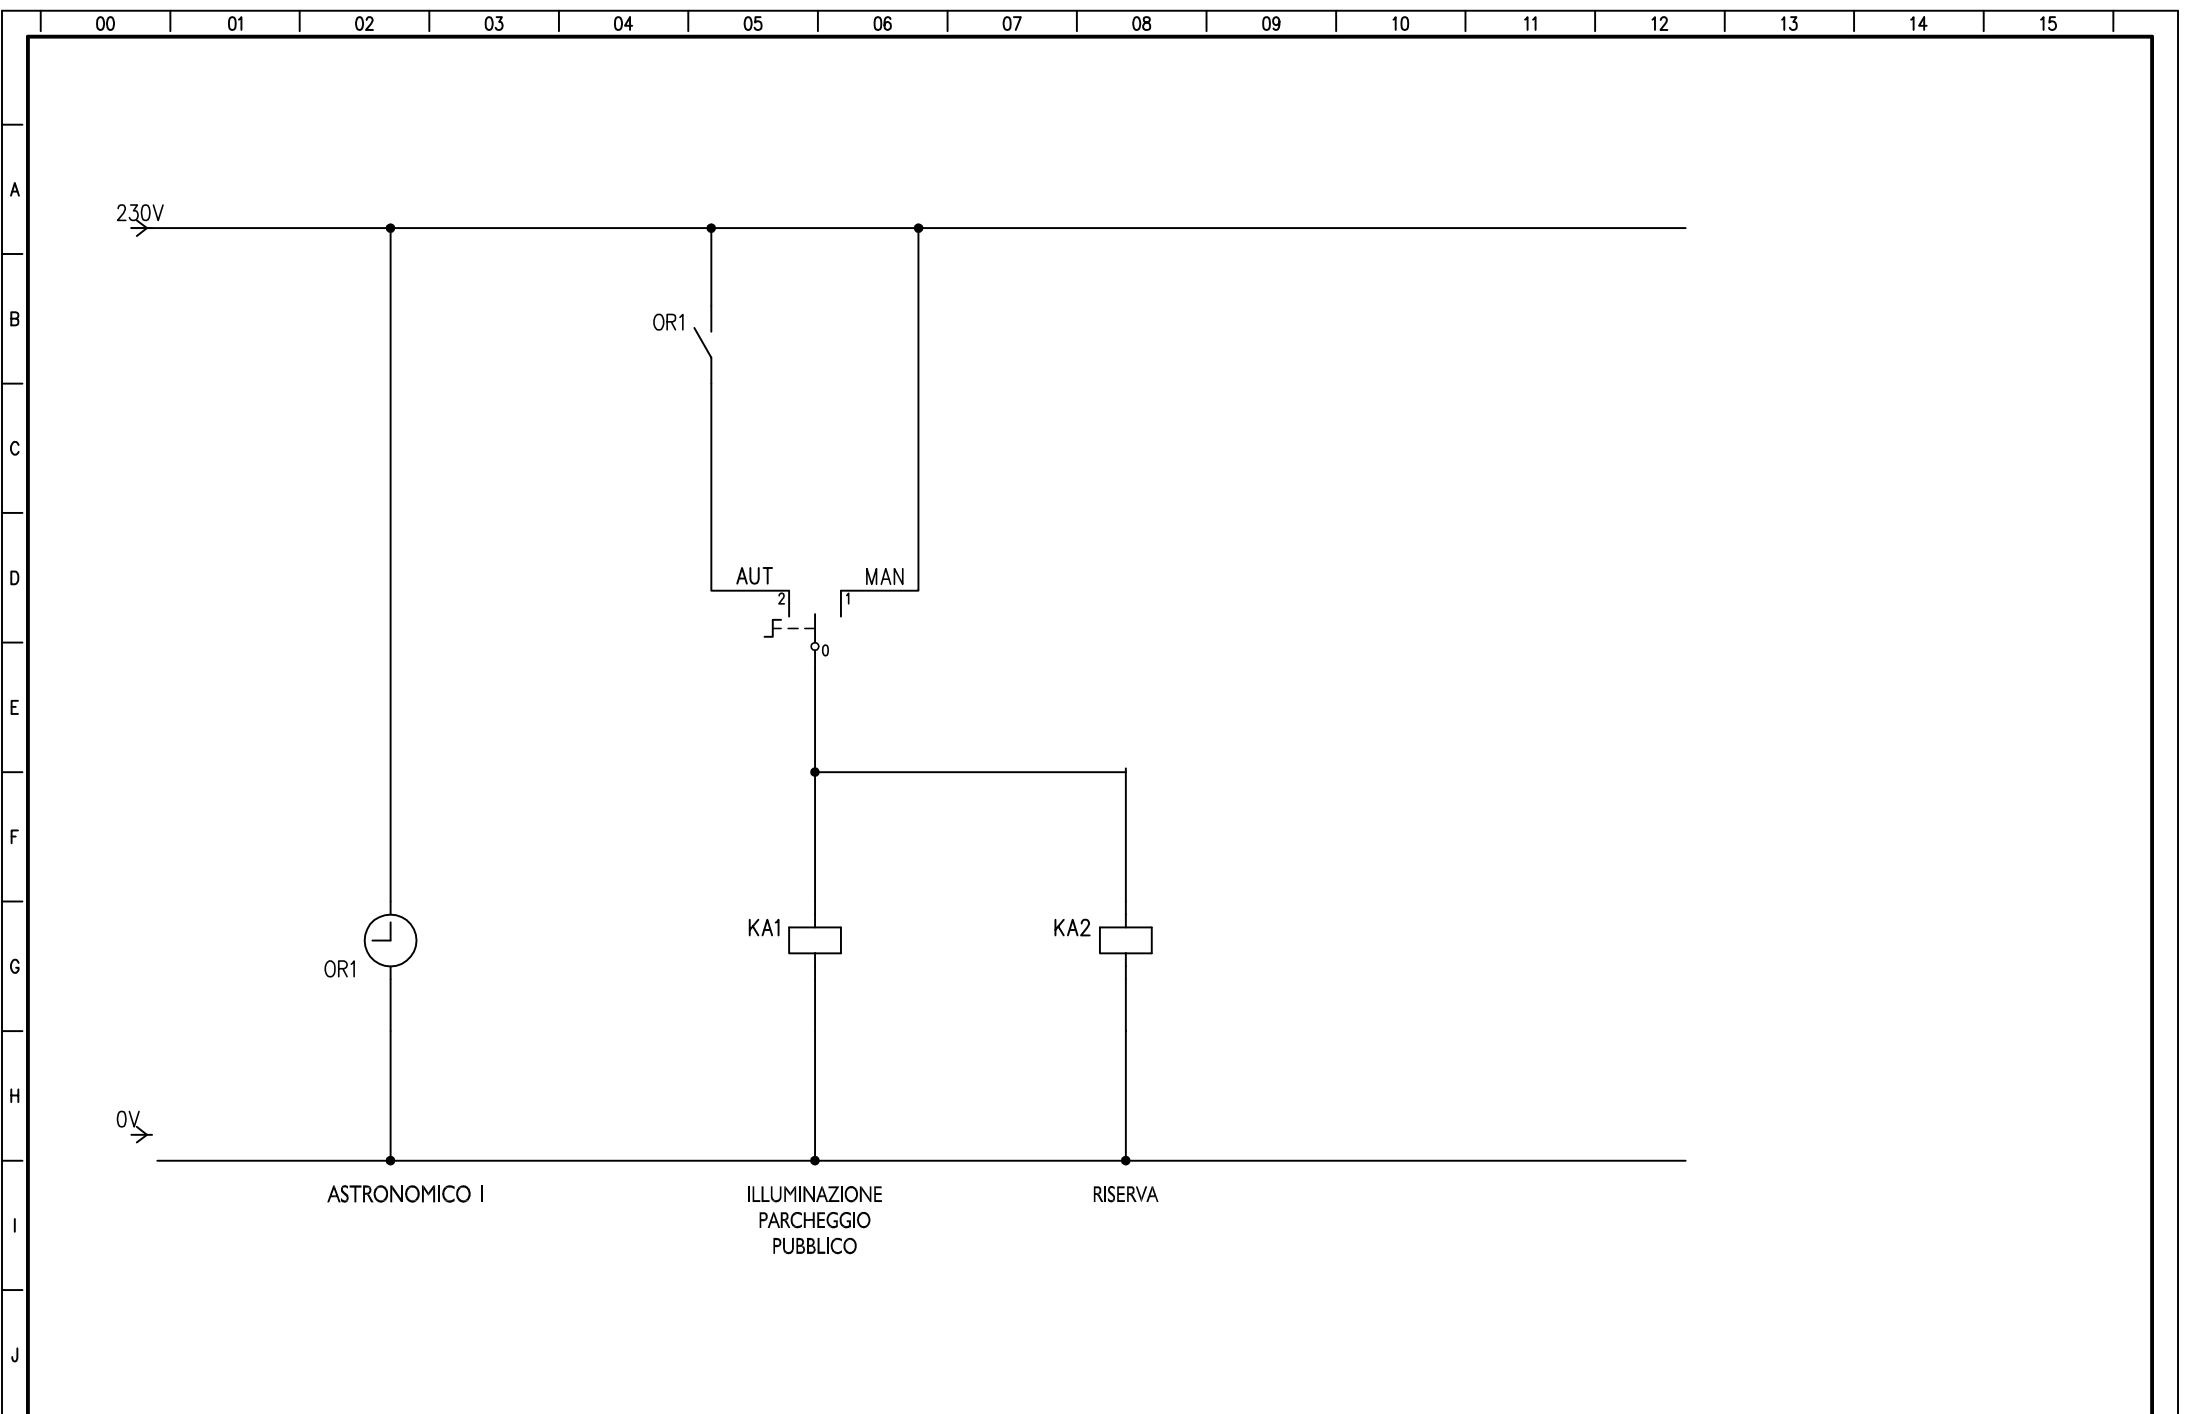 00 01 02 03 04 05 06 07 08 09 10 11 12 13 14 15
A
230V
B
OR1
C
D
AUT MAN
2 1
0
E
F
KA1 KA2
G
OR1
H
0V
ASTRONOMICO I
ILLUMINAZIONE
PARCHEGGIO
PUBBLICO
RISERVA
I
J